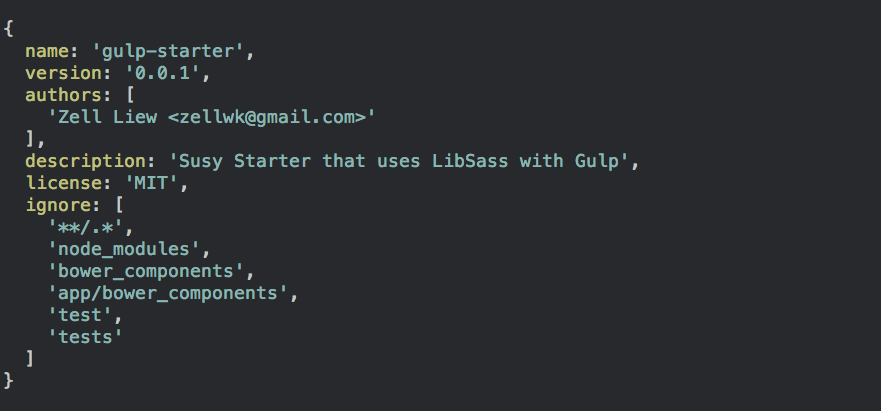 {
  name: 'gulp-starter',
  version: '0.0.1',
  authors: [
    'Zell Liew <zellwk@gmail.com>'
  ],
  description: 'Susy Starter that uses LibSass with Gulp',
  license: 'MIT',
  ignore: [
    '**/.*',
    'node_modules',
    'bower_components',
    'app/bower_components',
    'test',
    'tests'
  ]
}